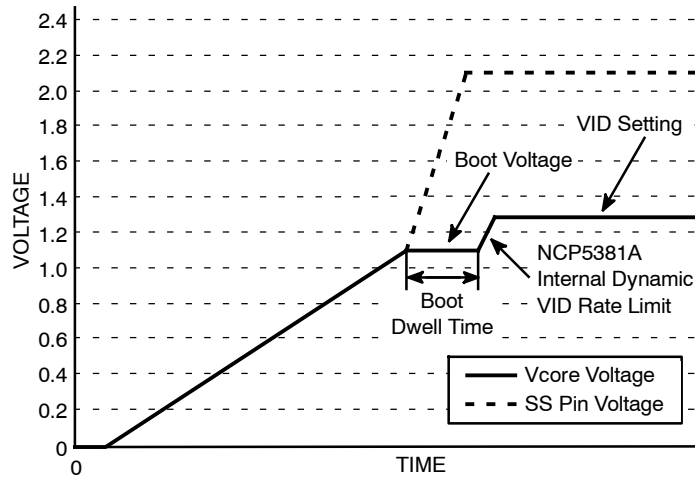 2.4
2.2
2.0
1.8
1.6
1.4
1.2
1.0
0.8
0.6
0.4
0.2
0
0
VOLTAGE
TIME
VID Setting
Boot Voltage
NCP5381A
Internal Dynamic
VID Rate Limit
Boot
Dwell Time
Vcore Voltage
SS Pin Voltage